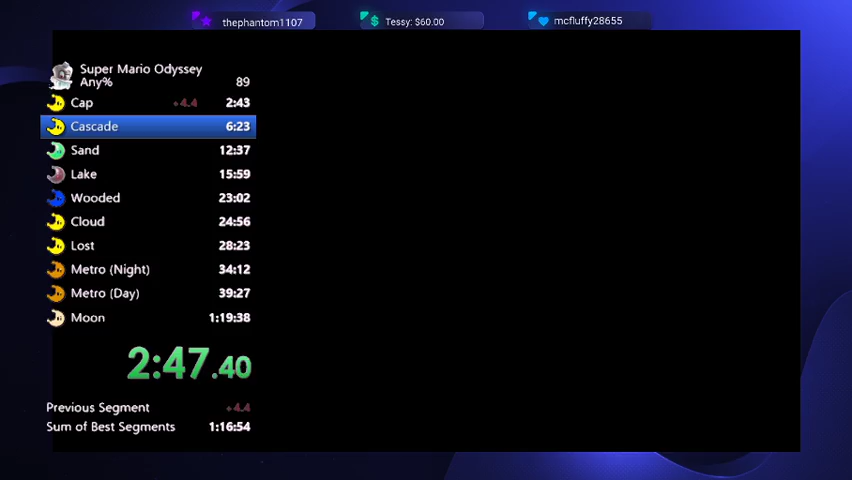 thephantom1107
Tessy: $60.00
mcfluffy28655
Super Mario Odyssey
Any% 89
Cap +4.4 2:43
Cascade 6:23
Sand 12:37
Lake 15:59
Wooded 23:02
Cloud 24:56
Lost 28:23
Metro (Night) 34:12
Metro (Day) 39:27
Moon 1:19:38
2:47.40
Previous Segment +4.4
Sum of Best Segments 1:16:54